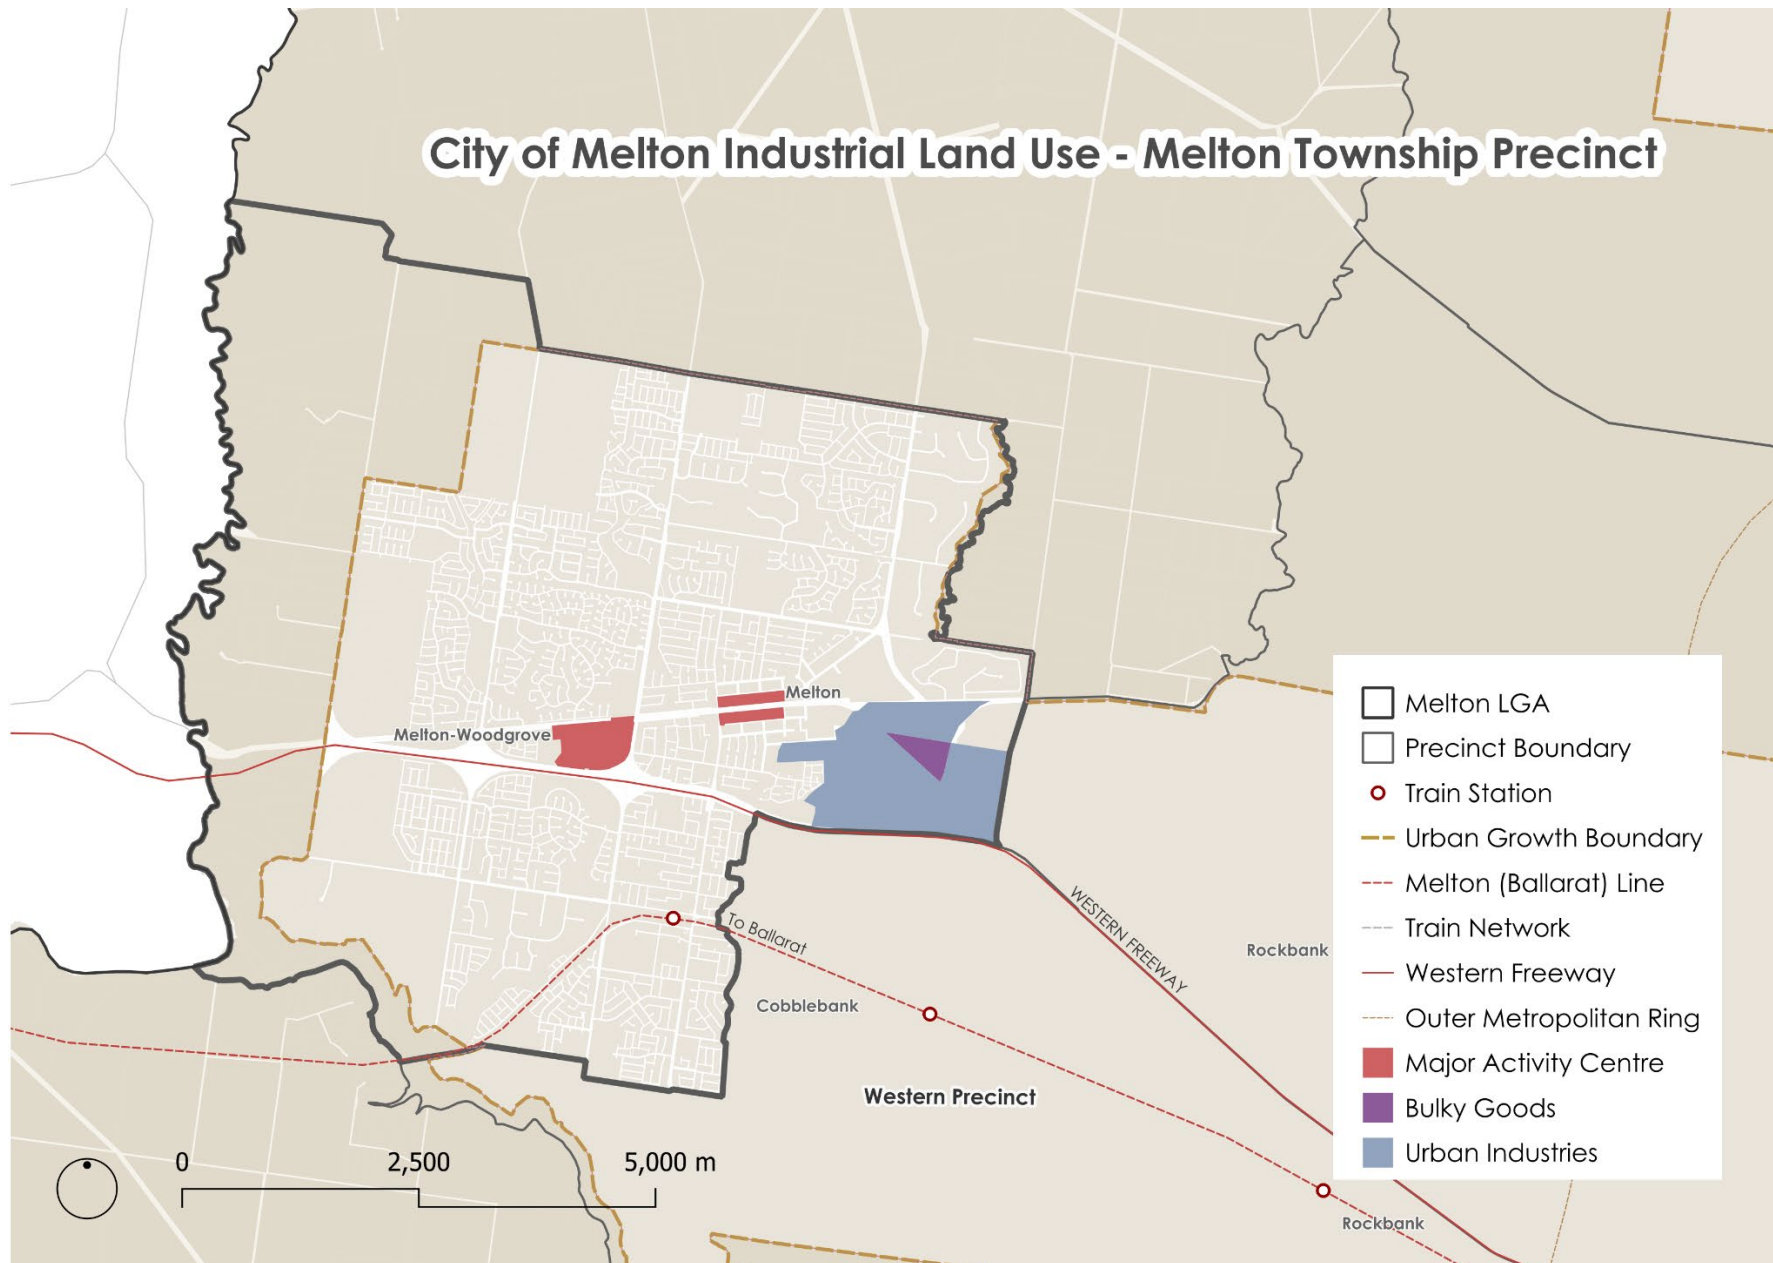 City of Melton Industrial Land Use - Melton Township Precinct
Melton
Melton-Woodgrove
To Ballarat
WESTERN FREEWAY
Rockbank
Cobblebank
Western Precinct
Rockbank
Melton LGA
Precinct Boundary
Train Station
Urban Growth Boundary
Melton (Ballarat) Line
Train Network
Western Freeway
Outer Metropolitan Ring
Major Activity Centre
Bulky Goods
Urban Industries
0 2,500 5,000 m